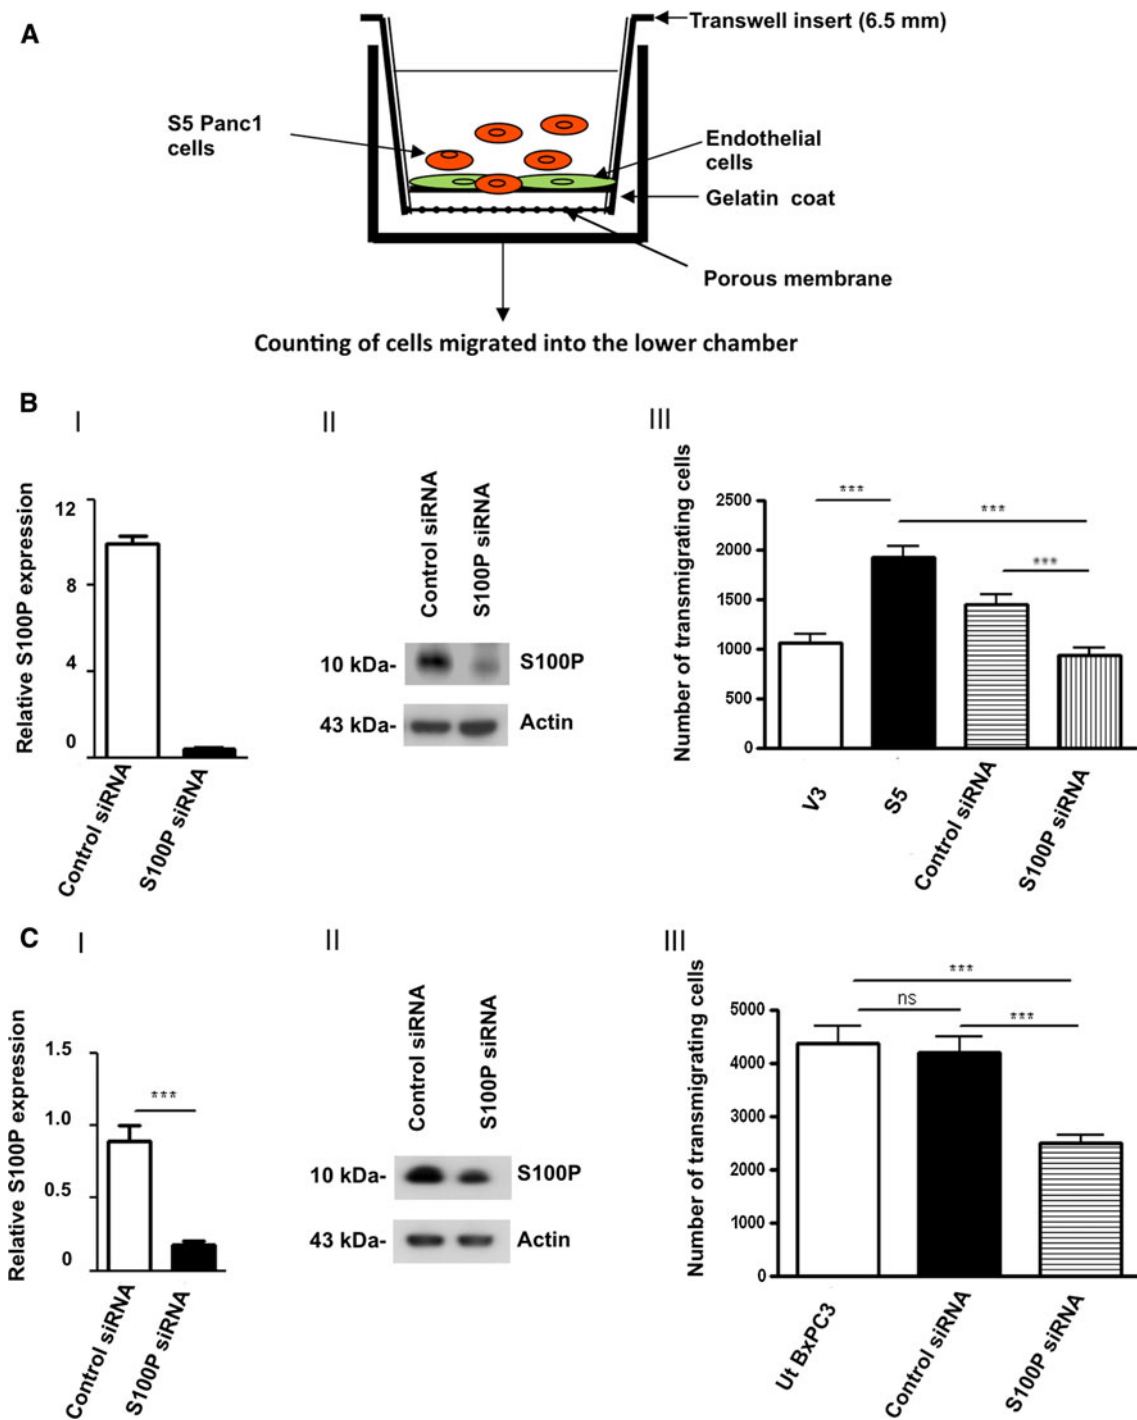 A
Transwell insert (6.5 mm)
S5 Panc1
cells
Endothelial
cells
Gelatin coat
Porous membrane
Counting of cells migrated into the lower chamber
B
I
Relative S100P expression
12
8
4
0
Control siRNA
S100P siRNA
II
Control siRNA
S100P siRNA
10 kDa-
S100P
43 kDa-
Actin
III
Number of transmigrating cells
2500
2000
1500
1000
500
0
***
***
***
V3
S5
Control siRNA
S100P siRNA
C
I
Relative S100P expression
1.5
1.0
0.5
0
***
Control siRNA
S100P siRNA
II
Control siRNA
S100P siRNA
10 kDa-
S100P
43 kDa-
Actin
III
Number of transmigrating cells
5000
4000
3000
2000
1000
0
***
ns
***
Ut BxPC3
Control siRNA
S100P siRNA